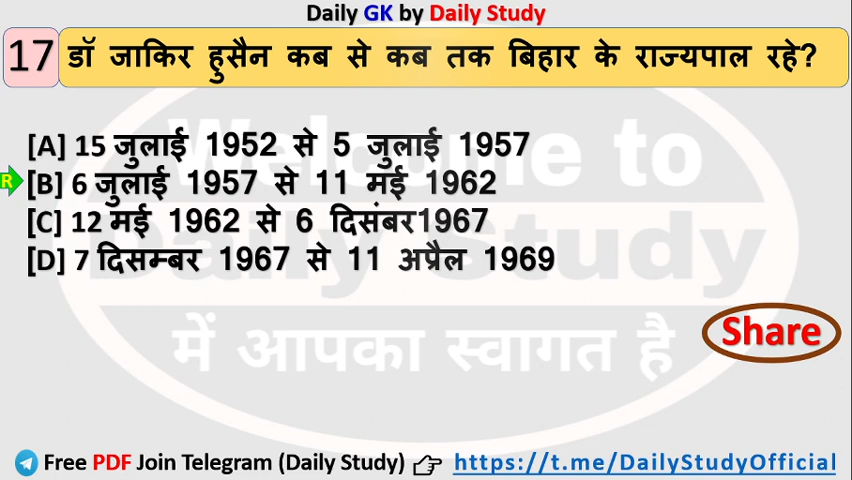 Daily GK by Daily Study
17 डॉ जाकिर हुसैन कब से कब तक बिहार के राज्यपाल रहे?
[A] 15 जुलाई 1952 से 5 जुलाई 1957
R [B] 6 जुलाई 1957 से 11 मई 1962
[C] 12 मई 1962 से 6 दिसंबर1967
[D] 7 दिसम्बर 1967 से 11 अप्रैल 1969
Welcome to
Daily Study
में आपका स्वागत है
Share
Free PDF Join Telegram (Daily Study) https://t.me/DailyStudyOfficial